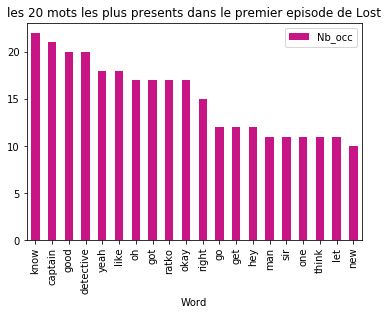 les 20 mots les plus presents dans le premier episode de Lost
Nb_occ
20
15
10
5
0
know
captain
good
detective
yeah
like
oh
got
ratko
okay
right
go
get
hey
man
sir
one
think
let
new
Word